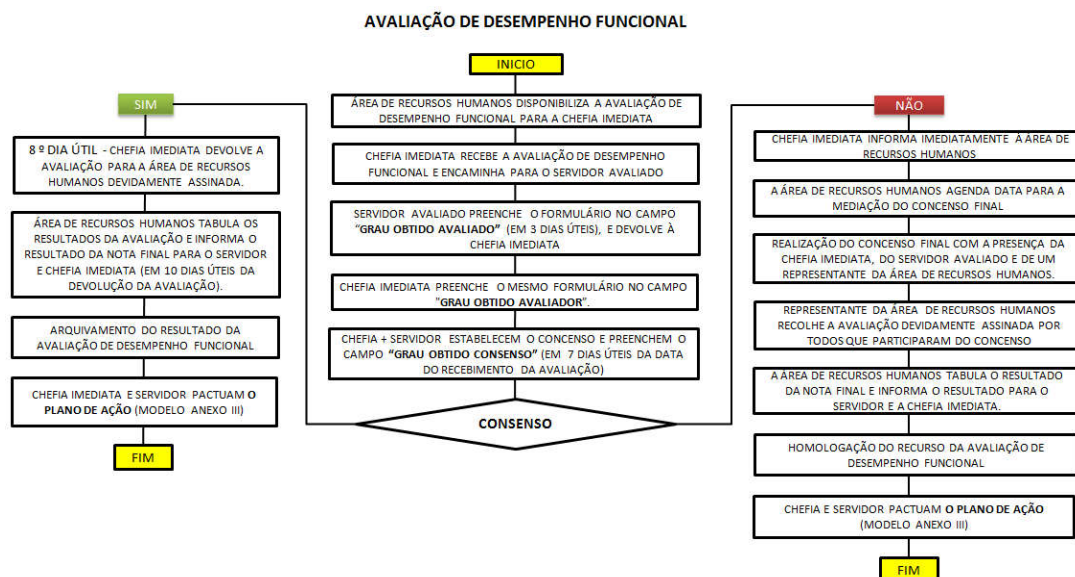 AVALIAÇÃO DE DESEMPENHO FUNCIONAL
INICIO
ÁREA DE RECURSOS HUMANOS DISPONIBILIZA A AVALIAÇÃO DE
DESEMPENHO FUNCIONAL PARA A CHEFIA IMEDIATA
CHEFIA IMEDIATA RECEBE A AVALIAÇÃO DE DESEMPENHO
FUNCIONAL E ENCAMINHA PARA O SERVIDOR AVALIADO
SERVIDOR AVALIADO PREENCHE O FORMULÁRIO NO CAMPO
"GRAU OBTIDO AVALIADO" (EM 3 DIAS ÚTEIS), E DEVOLVE À
CHEFIA IMEDIATA
CHEFIA IMEDIATA PREENCHE O MESMO FORMULÁRIO NO CAMPO
"GRAU OBTIDO AVALIADOR".
CHEFIA + SERVIDOR ESTABELECEM O CONCENSO E PREENCHEM O
CAMPO "GRAU OBTIDO CONSENSO" (EM 7 DIAS ÚTEIS DA DATA
DO RECEBIMENTO DA AVALIAÇÃO)
CONSENSO
SIM
8 º DIA ÚTIL - CHEFIA IMEDIATA DEVOLVE A
AVALIAÇÃO PARA A ÁREA DE RECURSOS
HUMANOS DEVIDAMENTE ASSINADA.
ÁREA DE RECURSOS HUMANOS TABULA OS
RESULTADOS DA AVALIAÇÃO E INFORMA O
RESULTADO DA NOTA FINAL PARA O SERVIDOR
E CHEFIA IMEDIATA (EM 10 DIAS ÚTEIS DA
DEVOLUÇÃO DA AVALIAÇÃO).
ARQUIVAMENTO DO RESULTADO DA
AVALIAÇÃO DE DESEMPENHO FUNCIONAL
CHEFIA IMEDIATA E SERVIDOR PACTUAM O
PLANO DE AÇÃO (MODELO ANEXO III)
FIM
NÃO
CHEFIA IMEDIATA INFORMA IMEDIATAMENTE Á ÁREA DE
RECURSOS HUMANOS
A ÁREA DE RECURSOS HUMANOS AGENDA DATA PARA A
MEDIAÇÃO DO CONCENSO FINAL
REALIZAÇÃO DO CONCENSO FINAL COM A PRESENÇA DA
CHEFIA IMEDIATA, DO SERVIDOR AVALIADO E DE UM
REPRESENTANTE DA ÁREA DE RECURSOS HUMANOS.
REPRESENTANTE DA ÁREA DE RECURSOS HUMANOS
RECOLHE A AVALIAÇÃO DEVIDAMENTE ASSINADA POR
TODOS QUE PARTICIPARAM DO CONCENSO
A ÁREA DE RECURSOS HUMANOS TABULA O RESULTADO
DA NOTA FINAL E INFORMA O RESULTADO PARA O
SERVIDOR E A CHEFIA IMEDIATA.
HOMOLOGAÇÃO DO RECURSO DA AVALIAÇÃO DE
DESEMPENHO FUNCIONAL
CHEFIA E SERVIDOR PACTUAM O PLANO DE AÇÃO
(MODELO ANEXO III)
FIM